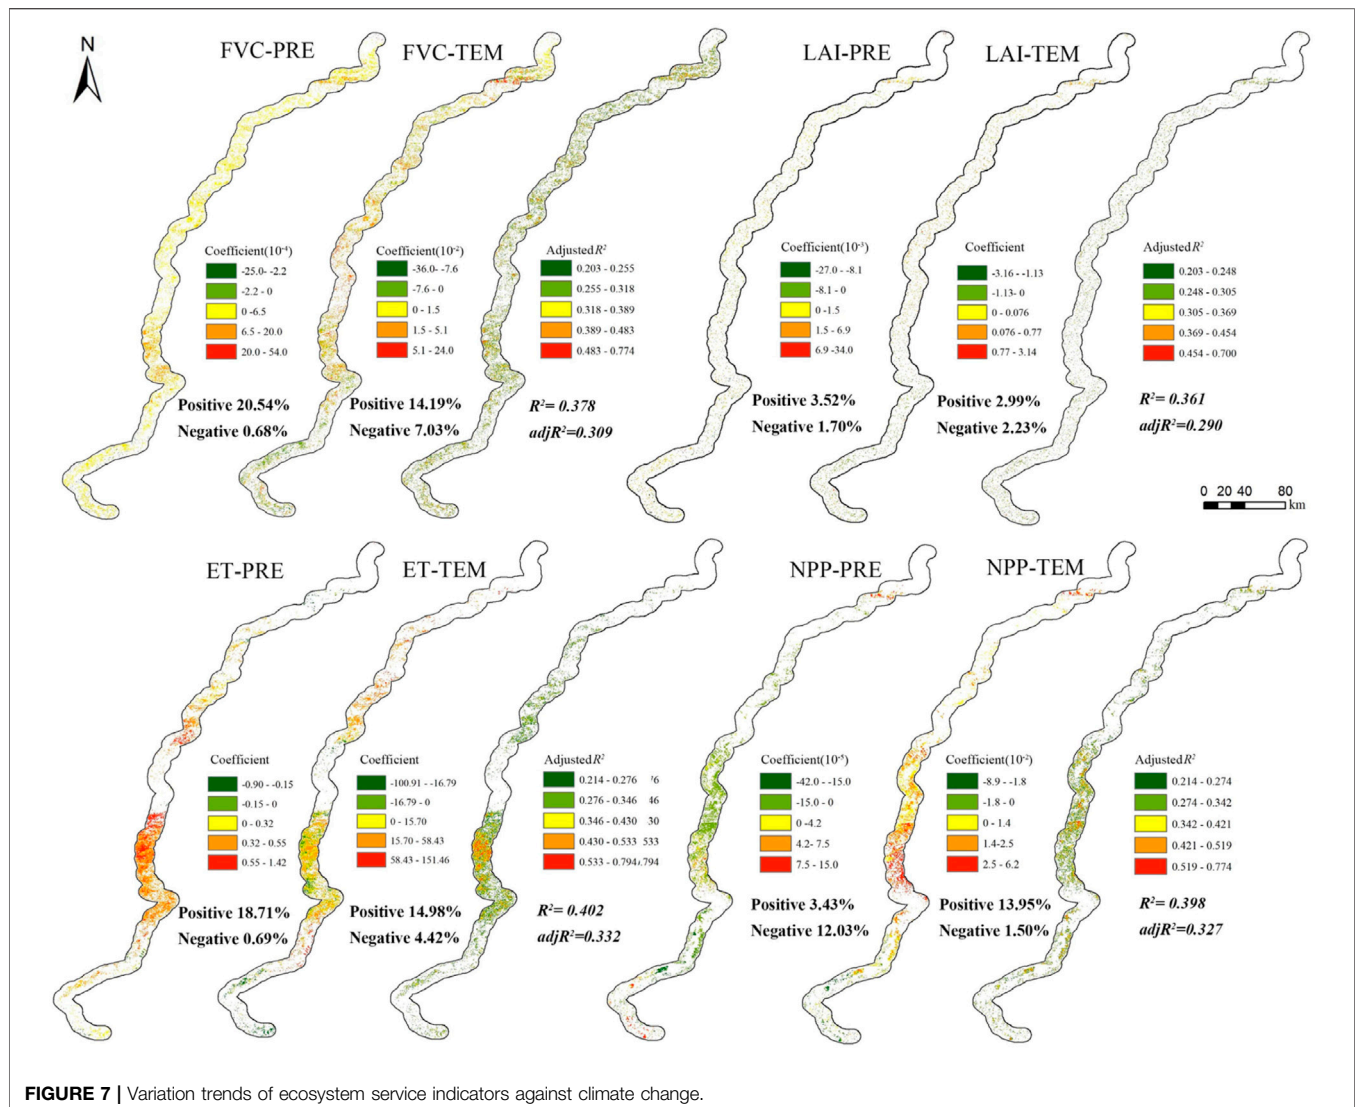 N
FVC-PRE
FVC-TEM
LAI-PRE
LAI-TEM
Coefficient(10-4)
-25.0- -2.2
-2.2 - 0
0 -6.5
6.5 - 20.0
20.0 - 54.0
Positive 20.54%
Negative 0.68%
Coefficient(10-2)
-36.0- -7.6
-7.6 - 0
0 - 1.5
1.5 - 5.1
5.1 - 24.0
Positive 14.19%
Negative 7.03%
Adjusted R2
0.203 - 0.255
0.255 - 0.318
0.318 - 0.389
0.389 - 0.483
0.483 - 0.774
R2= 0.378
adjR2=0.309
Coefficient(10-3)
-27.0 - -8.1
-8.1 - 0
0 -1.5
1.5 - 6.9
6.9 -34.0
Positive 3.52%
Negative 1.70%
Coefficient
-3.16 - -1.13
-1.13- 0
0 - 0.076
0.076 - 0.77
0.77 - 3.14
Positive 2.99%
Negative 2.23%
Adjusted R2
0.203 - 0.248
0.248 - 0.305
0.305 - 0.369
0.369 - 0.454
0.454 - 0.700
R2= 0.361
adjR2=0.290
0 20 40 80
km
ET-PRE
ET-TEM
NPP-PRE
NPP-TEM
Coefficient
-0.90 - -0.15
-0.15 - 0
0 - 0.32
0.32 - 0.55
0.55 - 1.42
Positive 18.71%
Negative 0.69%
Coefficient
-100.91 - -16.79
-16.79 - 0
0 - 15.70
15.70 - 58.43
58.43 - 151.46
Positive 14.98%
Negative 4.42%
Adjusted R2
0.214 - 0.276
0.276 - 0.346 46
0.346 - 0.430 30
0.430 - 0.533 533
0.533 - 0.794
R2= 0.402
adjR2=0.332
Coefficient(10-5)
-42.0 - -15.0
-15.0 - 0
0 -4.2
4.2- 7.5
7.5 - 15.0
Positive 3.43%
Negative 12.03%
Coefficient(10-2)
-8.9 - -1.8
-1.8 - 0
0 - 1.4
1.4 -2.5
2.5 - 6.2
Positive 13.95%
Negative 1.50%
Adjusted R2
0.214 - 0.274
0.274 - 0.342
0.342 - 0.421
0.421 - 0.519
0.519 - 0.774
R2= 0.398
adjR2=0.327
FIGURE 7 | Variation trends of ecosystem service indicators against climate change.